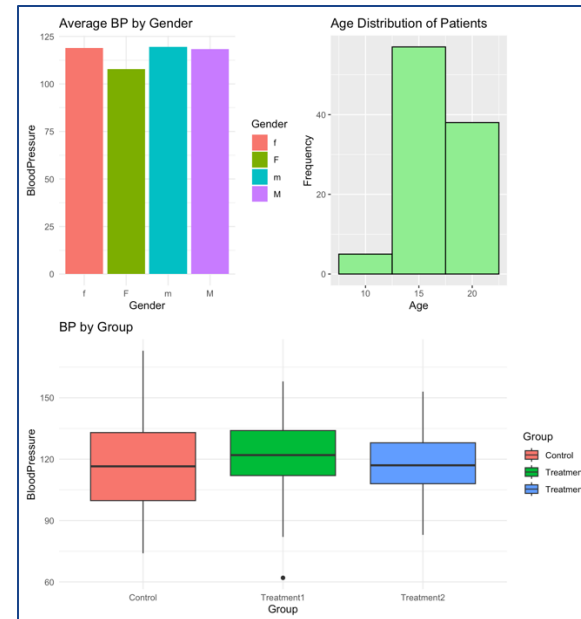 Average BP by Gender
125
100
75
50
25
0
BloodPressure
f
F
m
M
Gender
Gender
f
F
m
M
Age Distribution of Patients
40
20
0
Frequency
10
15
20
Age
BP by Group
150
120
90
60
BloodPressure
Control
Treatment1
Treatment2
Group
Group
Control
Treatment
Treatment